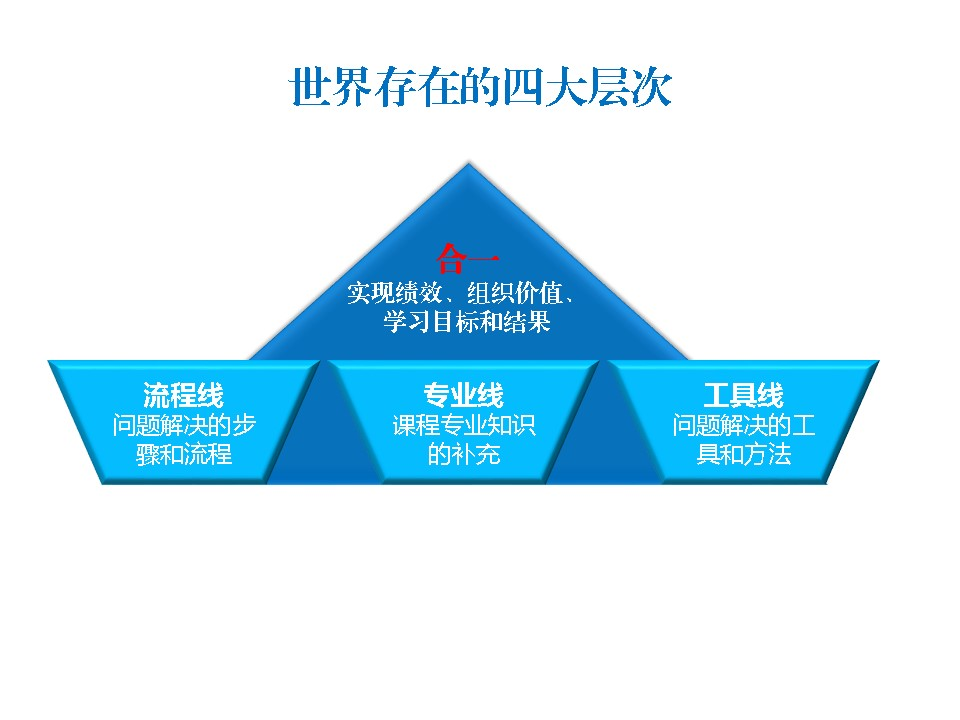 世界存在的四大层次
合一
实现绩效、组织价值、
学习目标和结果
流程线
问题解决的步
骤和流程
专业线
课程专业知识
的补充
工具线
问题解决的工
具和方法